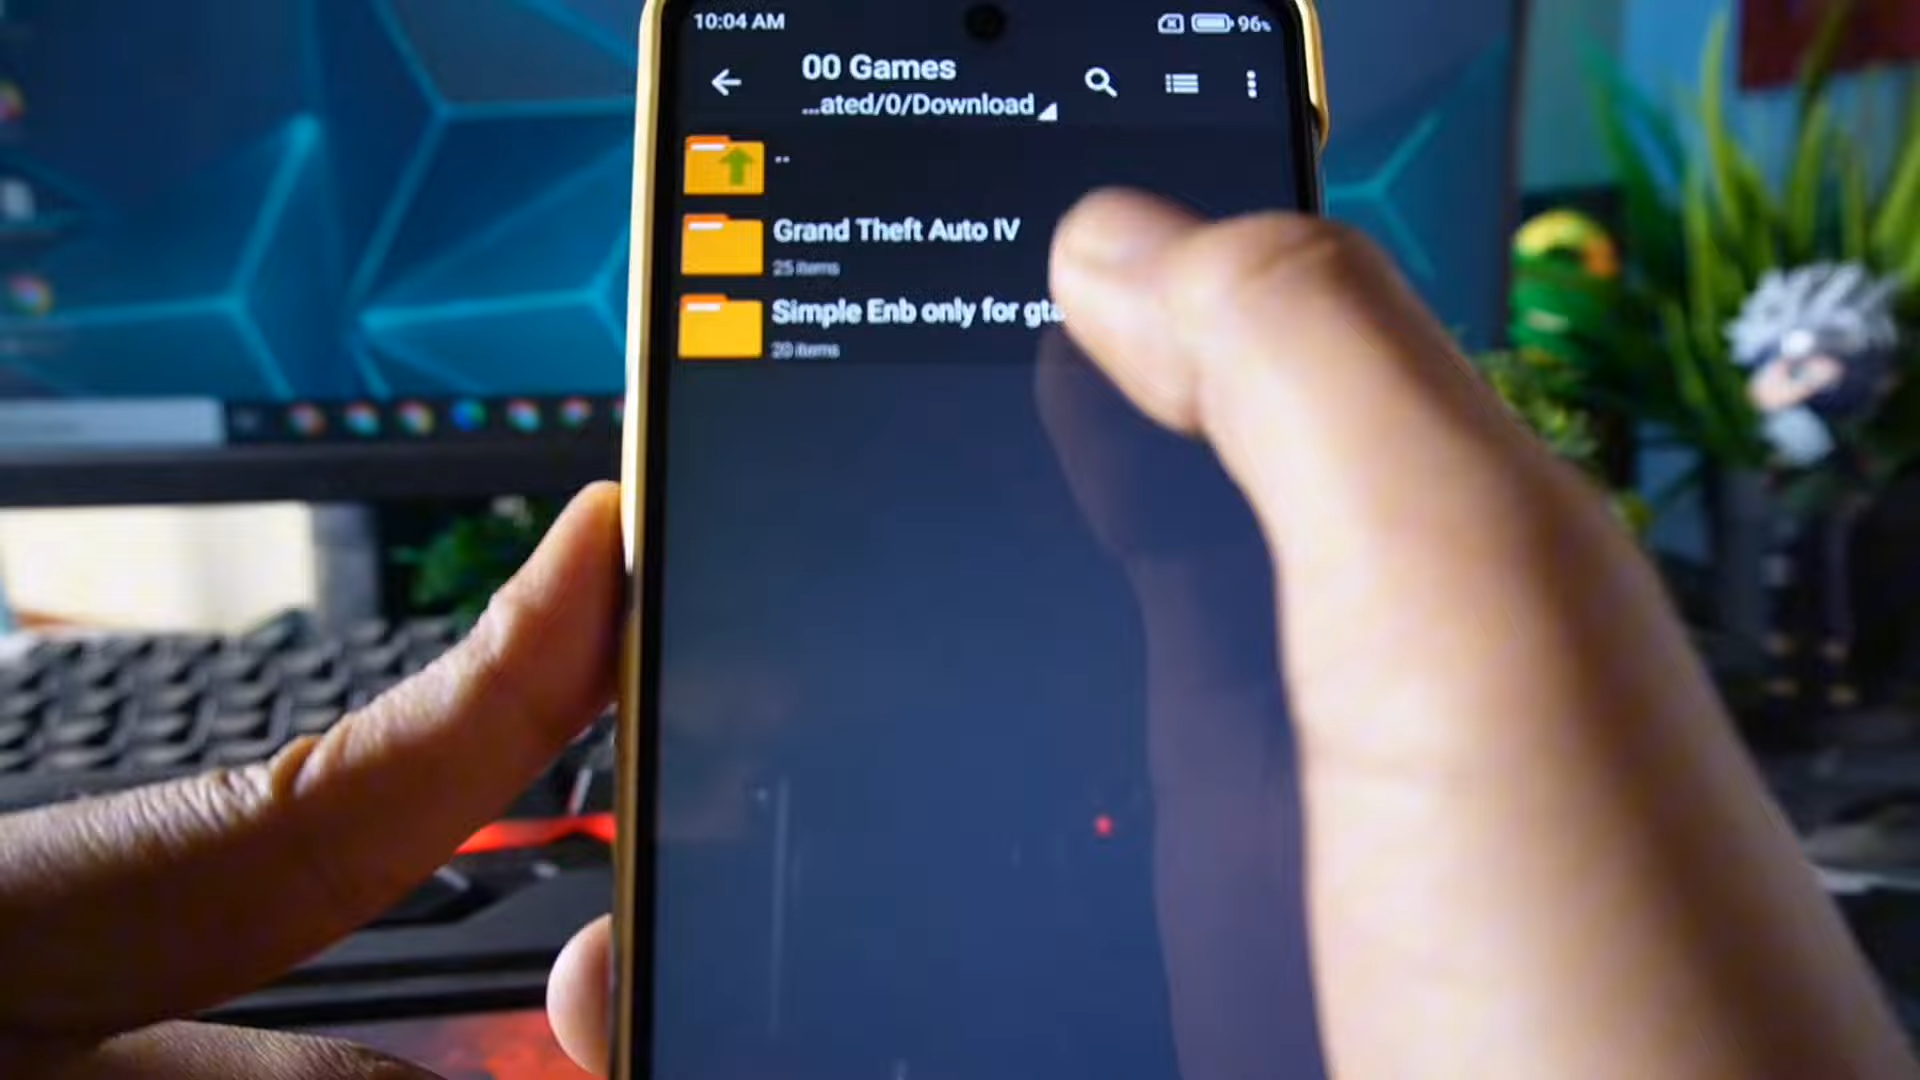 10:04 AM
96%
00 Games
...ated/0/Download
..
Grand Theft Auto IV
25 items
Simple Enb only for gta
20 items